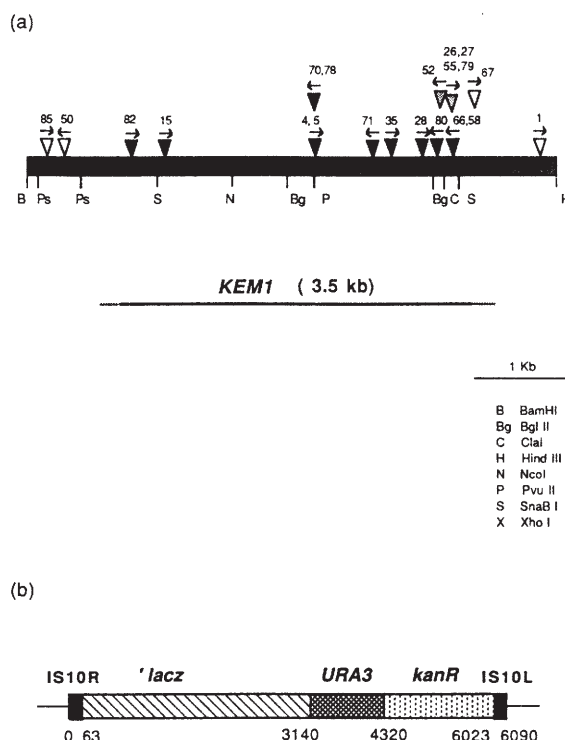 (a)
26,27
70,78 52 55,79 67
85 50 82 15 4, 5 71 35 28 80 66,58 1
B Ps Ps S N Bg P Bg C S H
KEM1 ( 3.5 kb)
1 Kb
B BamHI
Bg Bgl II
C ClaI
H Hind III
N NcoI
P Pvu II
S SnaB I
X Xho I
(b)
IS10R ' lacz URA3 kanR IS10L
0 63 3140 4320 6023 6090